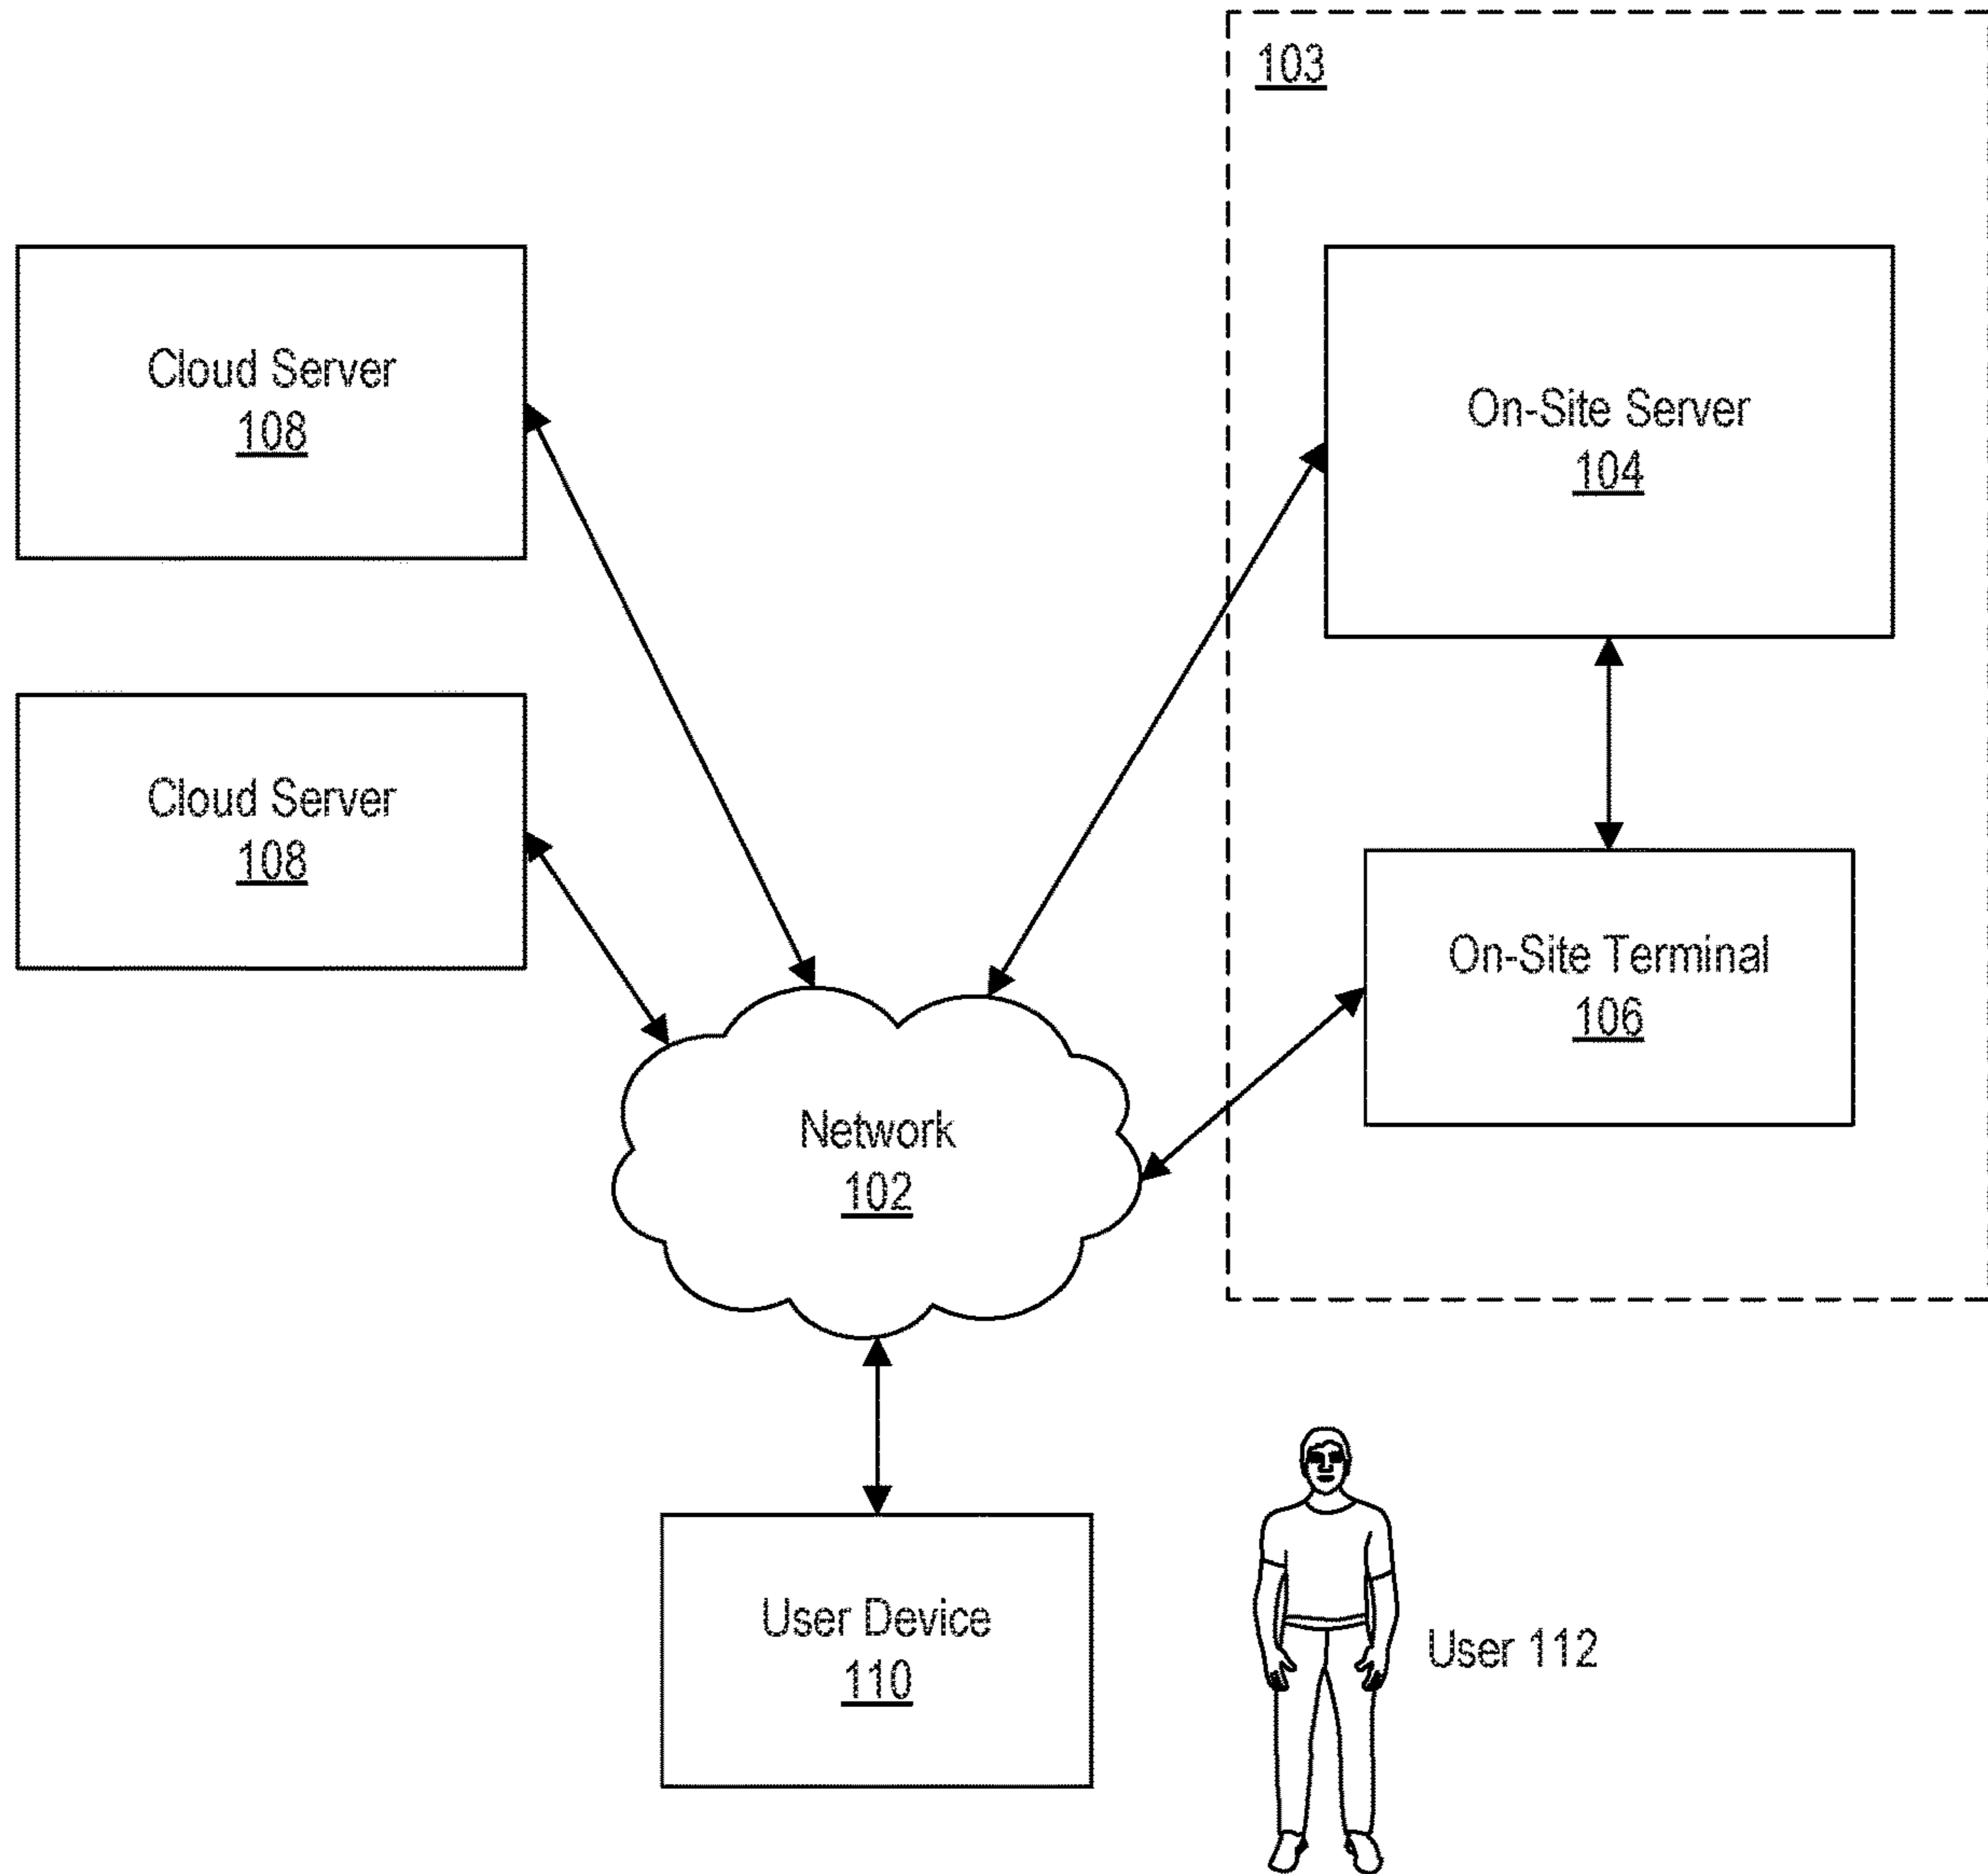 103
Cloud Server
108
On-Site Server
104
Cloud Server
108
On-Site Terminal
106
Network
102
User Device
110
User 112